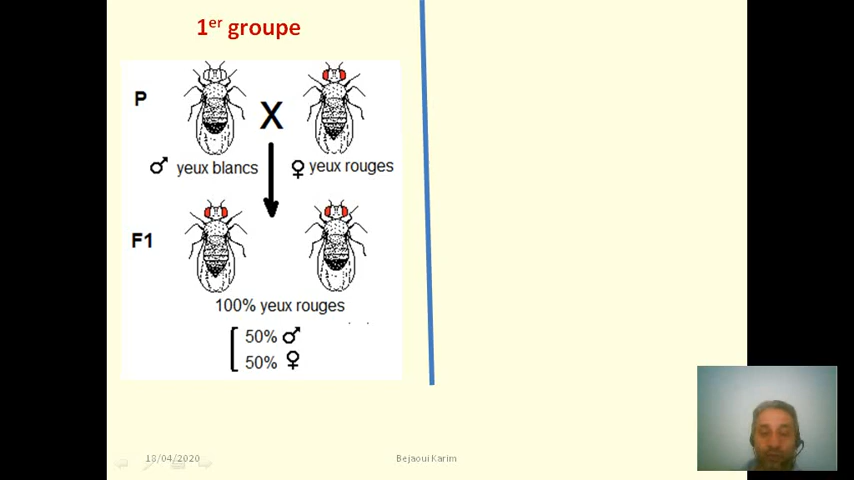 1er groupe
P
X
♂ yeux blancs
♀ yeux rouges
F1
100% yeux rouges
50% ♂
50% ♀
18/04/2020
Bejaoui Karim